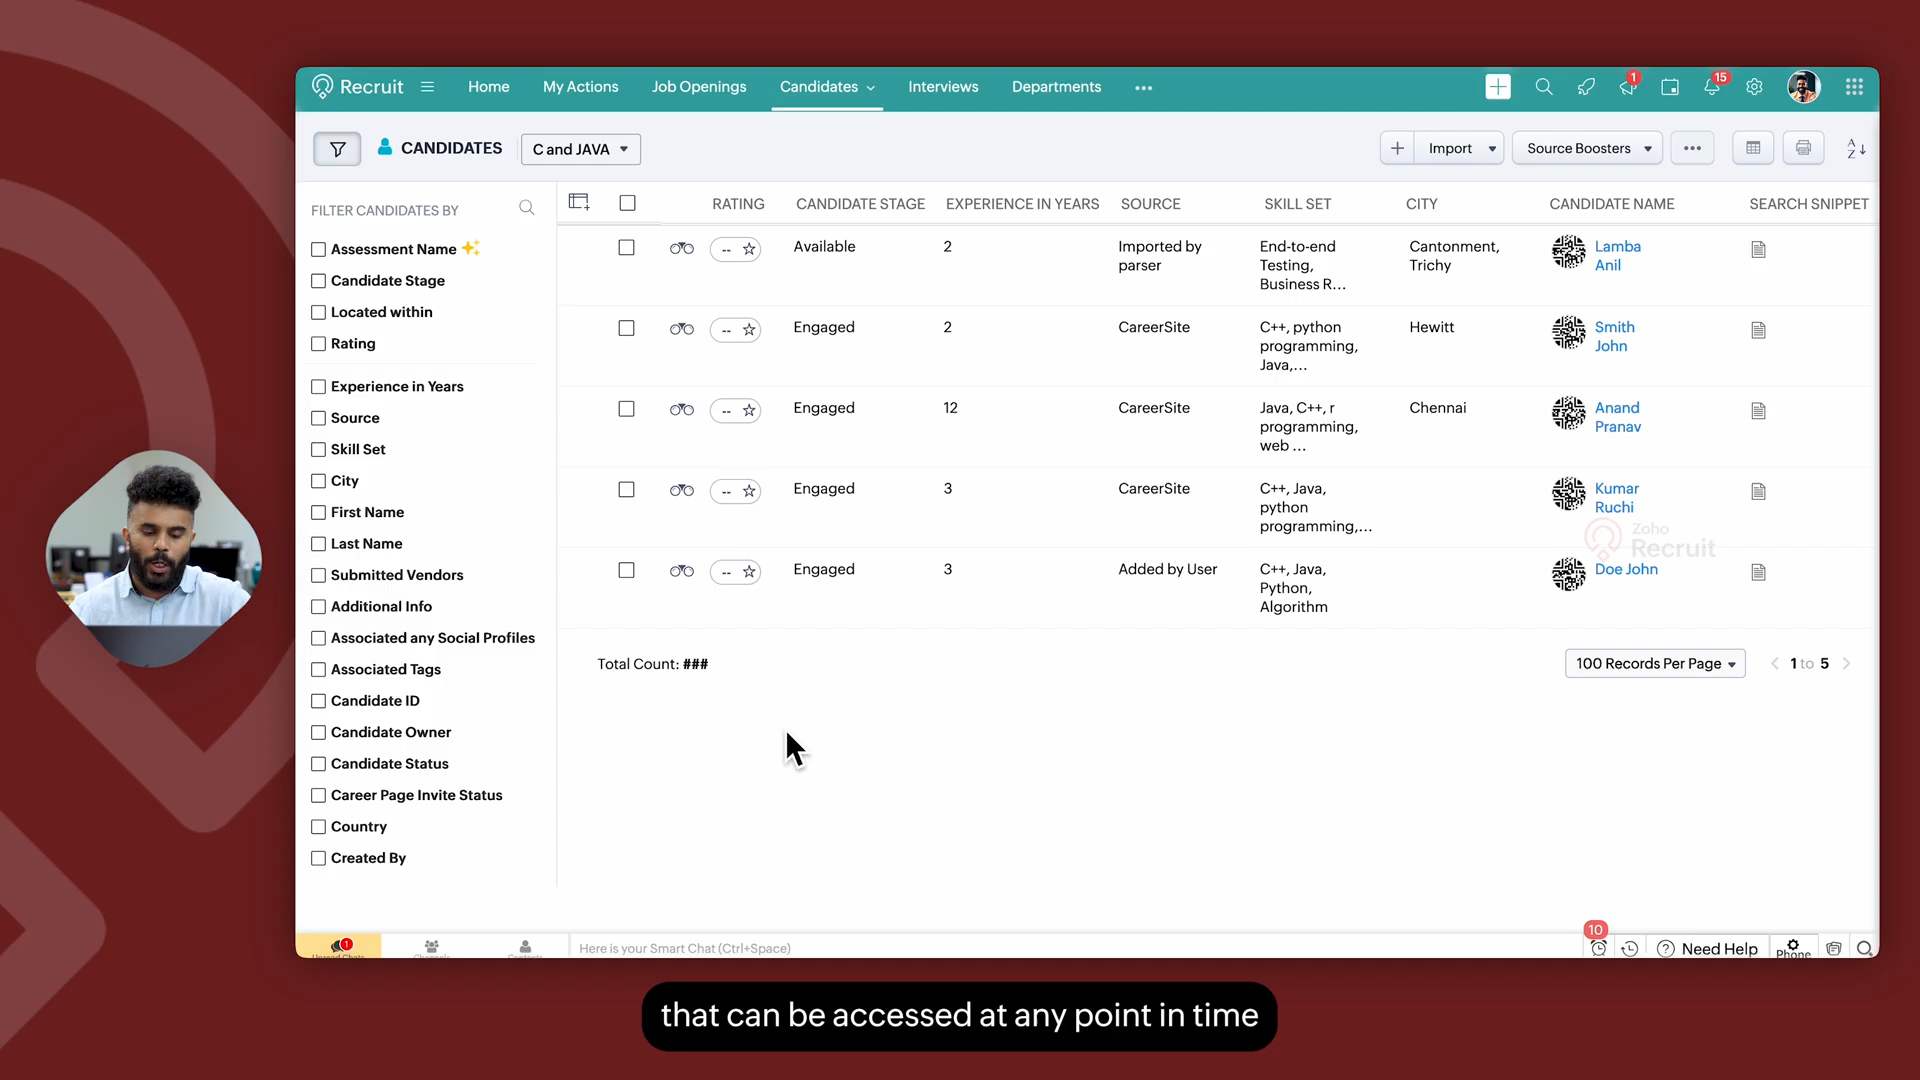 Recruit
Home
My Actions
Job Openings
Candidates
Interviews
Departments
1
15
CANDIDATES
C and JAVA
Import
Source Boosters
FILTER CANDIDATES BY
Assessment Name
Candidate Stage
Located within
Rating
Experience in Years
Source
Skill Set
City
First Name
Last Name
Submitted Vendors
Additional Info
Associated any Social Profiles
Associated Tags
Candidate ID
Candidate Owner
Candidate Status
Career Page Invite Status
Country
Created By
RATING CANDIDATE STAGE EXPERIENCE IN YEARS SOURCE SKILL SET CITY CANDIDATE NAME SEARCH SNIPPET
-- Available 2 Imported by End-to-end Cantonment, Lamba
parser Testing, Trichy Anil
Business R...
-- Engaged 2 CareerSite C++, python Hewitt Smith
programming, John
Java,...
-- Engaged 12 CareerSite Java, C++, r Chennai Anand
programming, Pranav
web ...
-- Engaged 3 CareerSite C++, Java, Kumar
python Ruchi
programming,...
Zoho
Recruit
-- Engaged 3 Added by User C++, Java, Doe John
Python,
Algorithm
Total Count: ###
100 Records Per Page
1 to 5
1
Unread Chats
Channels
Contacts
Here is your Smart Chat (Ctrl+Space)
10
Need Help
Phone
that can be accessed at any point in time